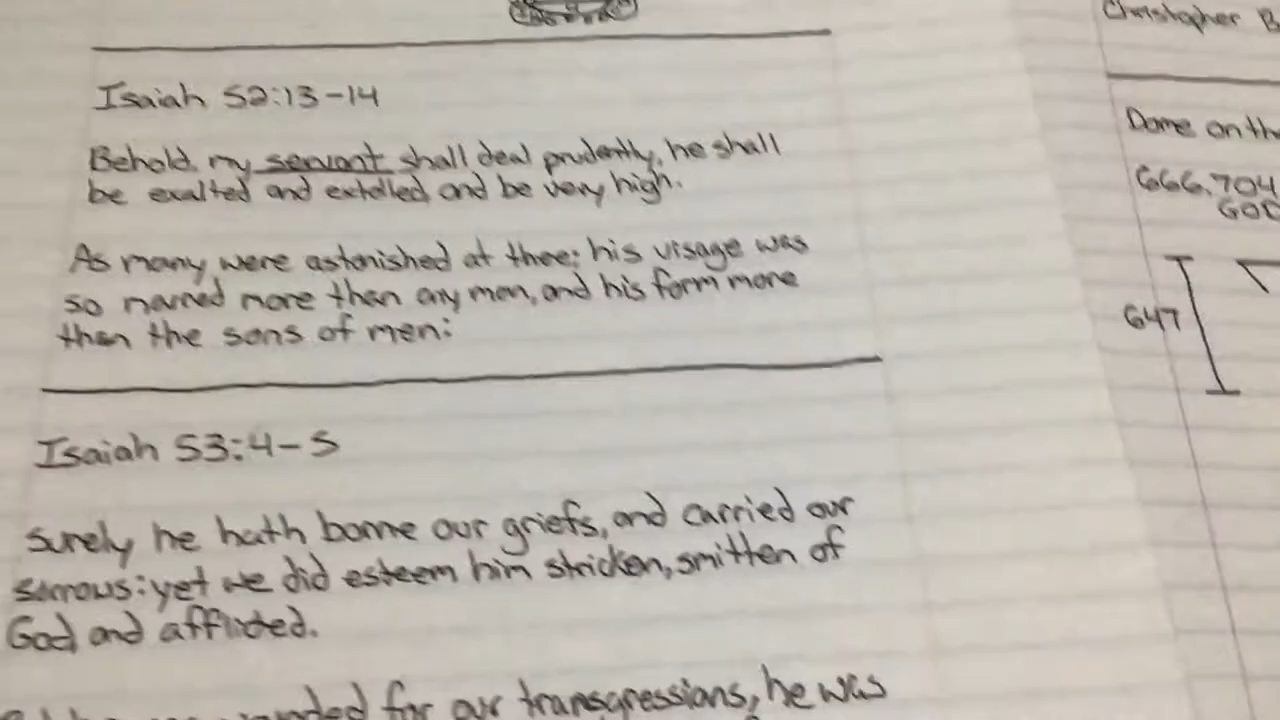 Isaiah 52:13-14
Behold, my servant shall deal prudently, he shall
be exalted and extolled, and be very high.
As many were astonished at thee; his visage was
so marred more than any man, and his form more
than the sons of men:
Isaiah 53:4-5
Surely he hath borne our griefs, and carried our
sorrows: yet we did esteem him stricken, smitten of
God, and afflicted.
for our transgressions, he was
Christopher B
Dome on the
666,704
GOD
647